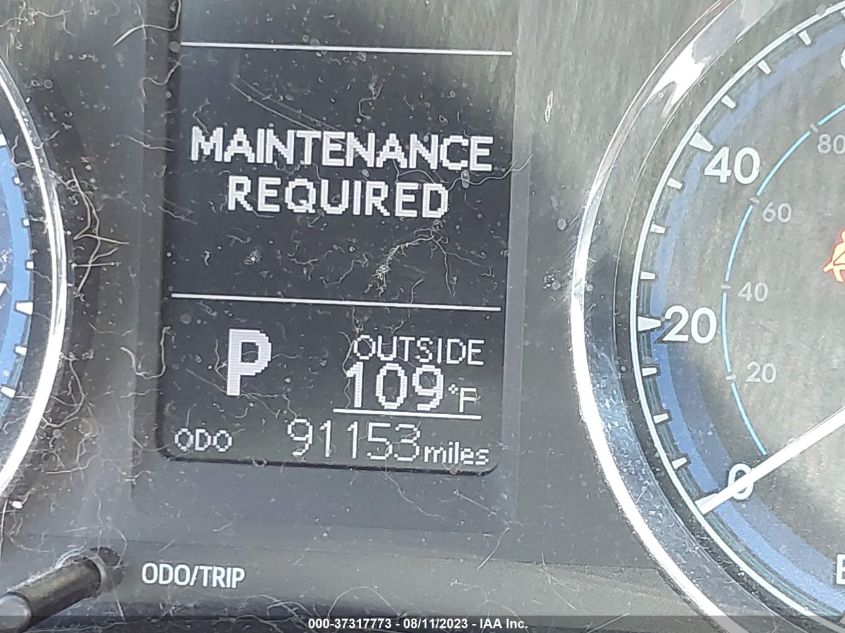 MAINTENANCE
REQUIRED
P
OUTSIDE
109°F
ODO 91153 miles
ODO/TRIP
40
20
0
80
60
40
20
000-37317773 - 08/11/2023 - IAA Inc.